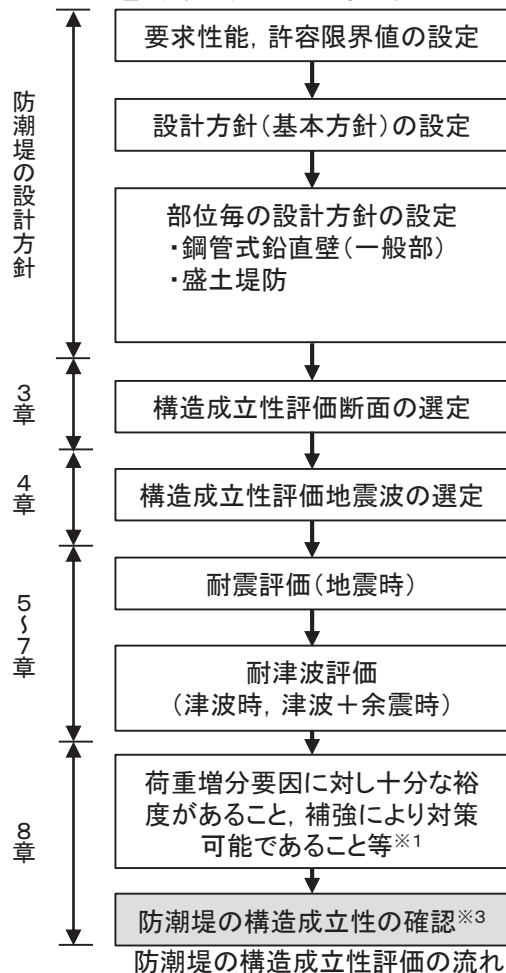 要求性能,許容限界値の設定
設計方針(基本方針)の設定
部位毎の設計方針の設定
・鋼管式鉛直壁(一般部)
・盛土堤防
防潮堤の設計方針
構造成立性評価断面の選定
3章
構造成立性評価地震波の選定
4章
耐震評価(地震時)
耐津波評価
(津波時,津波+余震時)
5~7章
荷重増分要因に対し十分な裕
度があること,補強により対策
可能であること等※1
8章
防潮堤の構造成立性の確認※3
防潮堤の構造成立性評価の流れ